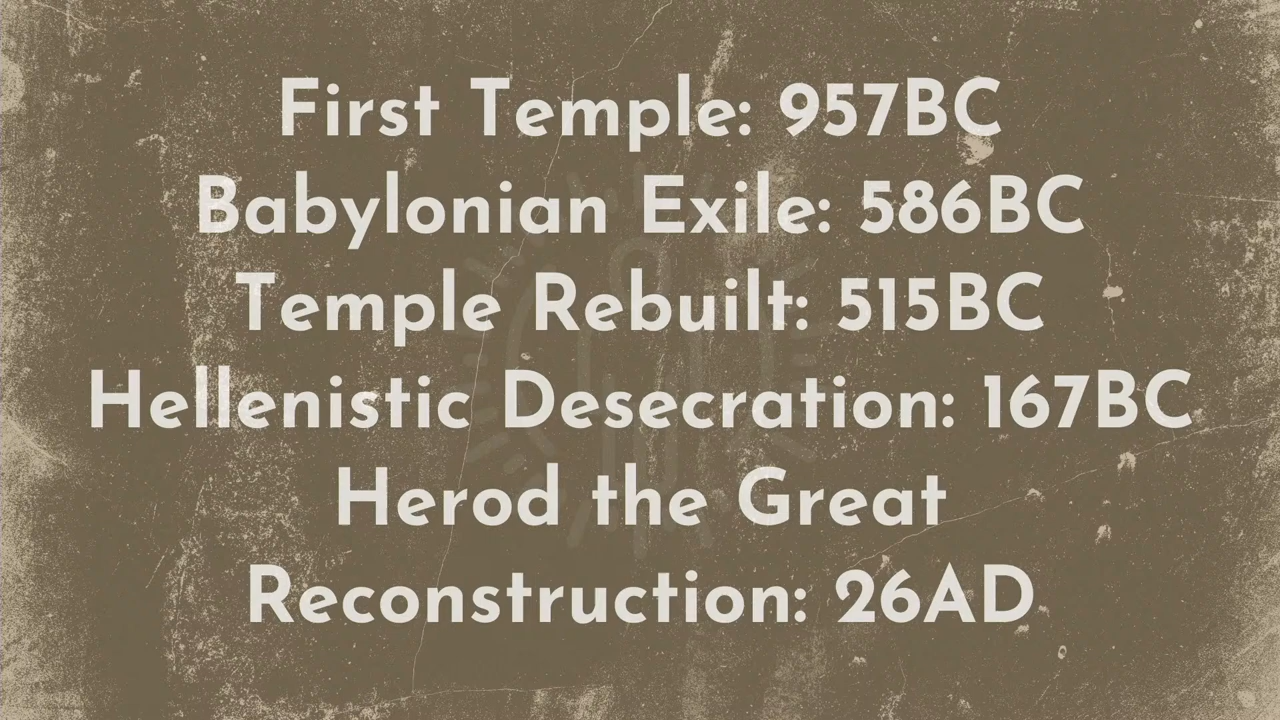 First Temple: 957BC
Babylonian Exile: 586BC
Temple Rebuilt: 515BC
Hellenistic Desecration: 167BC
Herod the Great
Reconstruction: 26AD